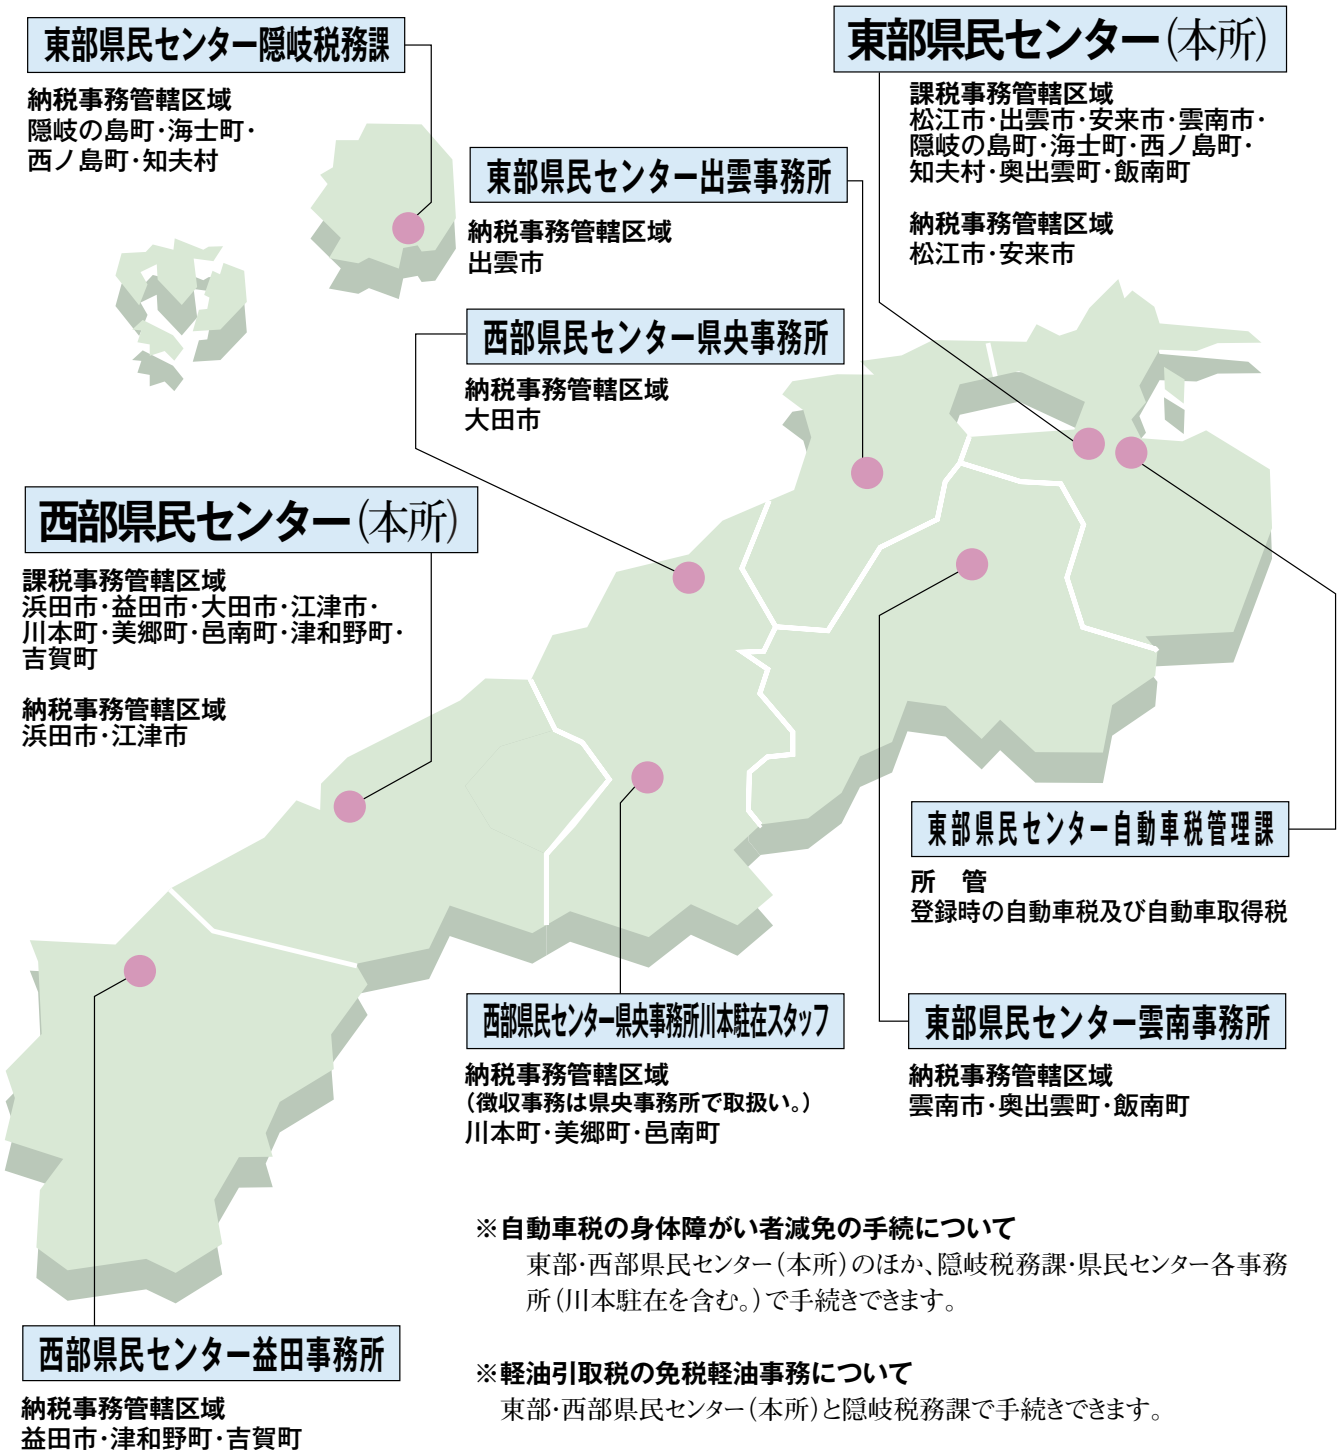 東部県民センター隠岐税務課
納税事務管轄区域
隠岐の島町・海士町・
西ノ島町・知夫村
東部県民センター(本所)
課税事務管轄区域
松江市・出雲市・安来市・雲南市・
隠岐の島町・海士町・西ノ島町・
知夫村・奥出雲町・飯南町
納税事務管轄区域
松江市・安来市
東部県民センター出雲事務所
納税事務管轄区域
出雲市
西部県民センター県央事務所
納税事務管轄区域
大田市
西部県民センター(本所)
課税事務管轄区域
浜田市・益田市・大田市・江津市・
川本町・美郷町・邑南町・津和野町・
吉賀町
納税事務管轄区域
浜田市・江津市
東部県民センター自動車税管理課
所　管
登録時の自動車税及び自動車取得税
西部県民センター県央事務所川本駐在スタッフ
納税事務管轄区域
(徴収事務は県央事務所で取扱い。)
川本町・美郷町・邑南町
東部県民センター雲南事務所
納税事務管轄区域
雲南市・奥出雲町・飯南町
※自動車税の身体障がい者減免の手続について
東部・西部県民センター(本所)のほか、隠岐税務課・県民センター各事務
所(川本駐在を含む。)で手続きできます。
西部県民センター益田事務所
納税事務管轄区域
益田市・津和野町・吉賀町
※軽油引取税の免税軽油事務について
東部・西部県民センター(本所)と隠岐税務課で手続きできます。